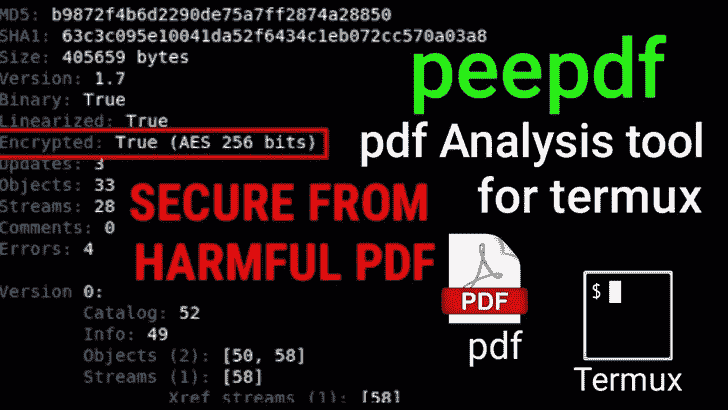 MD5: b9872f4b6d2290de75a7ff2874a28850
SHA1: 63c3c095e10041da52f6434c1eb072cc570a03a8
Size: 405659 bytes
Version: 1.7
Binary: True
Linearized: True
Encrypted: True (AES 256 bits)
Updates: 3
Objects: 33
Streams: 28
Comments: 0
Errors: 4
Version 0:
Catalog: 52
Info: 49
Objects (2): [50, 58]
Streams (1): [58]
Xref streams (1): [58]
peepdf
pdf Analysis tool
for termux
SECURE FROM
HARMFUL PDF
PDF
pdf
$
Termux